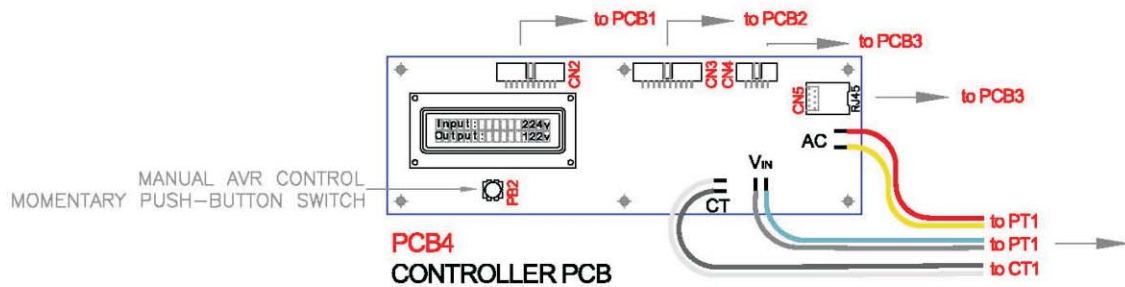 to PCB1
to PCB2
to PCB3
CN2
CN3
CN4
CN5
RJ45
to PCB3
Input: 224v
Output: 122v
AC
VIN
MANUAL AVR CONTROL
MOMENTARY PUSH-BUTTON SWITCH
PB2
CT
to PT1
to PT1
to CT1
PCB4
CONTROLLER PCB